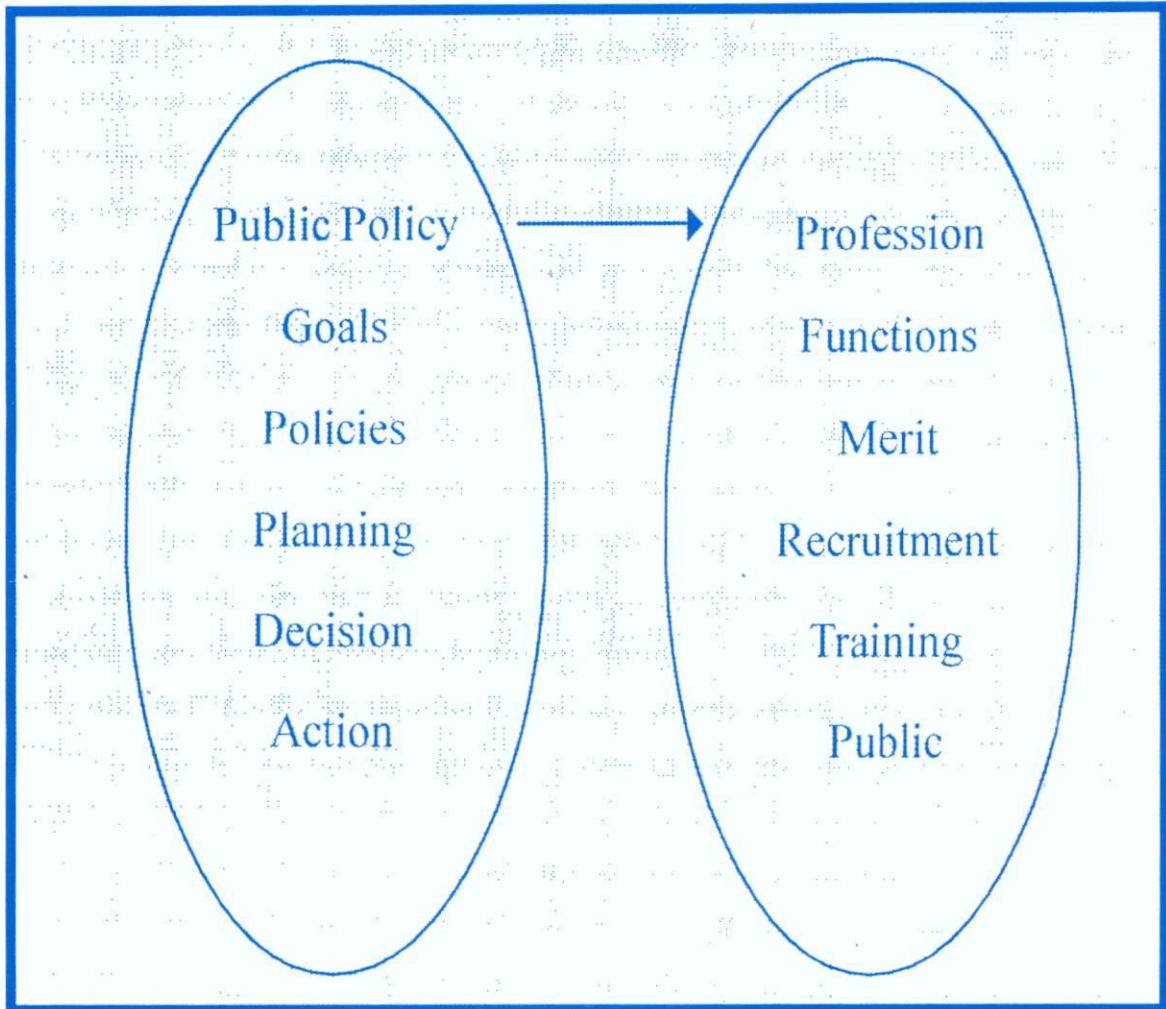 Public Policy
Goals
Policies
Planning
Decision
Action
Profession
Functions
Merit
Recruitment
Training
Public